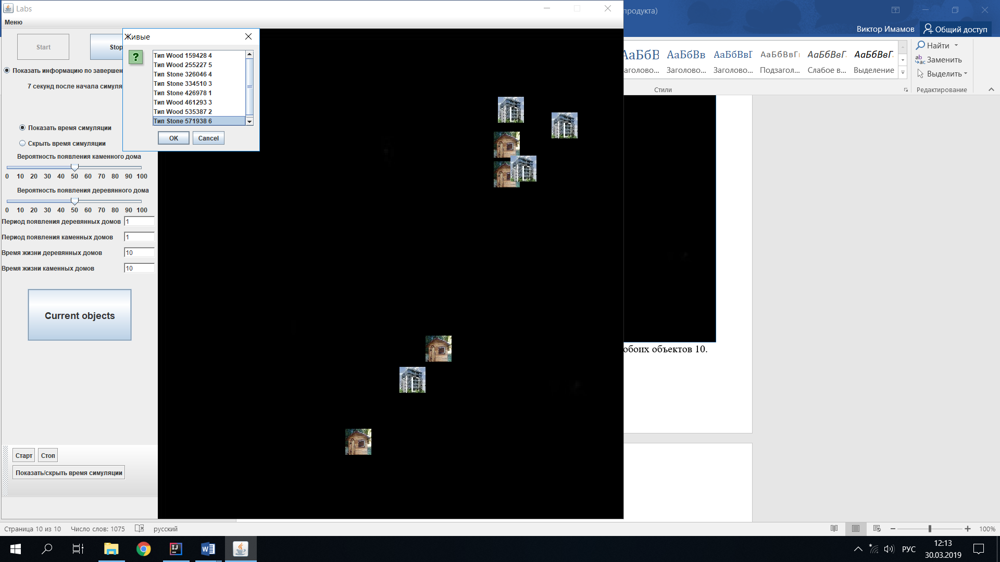 Labs
Меню
Start
Stop
Показать информацию по завершен
7 секунд после начала симуля
Показать время симуляции
Скрыть время симуляции
Вероятность появления каменного дома
0 10 20 30 40 50 60 70 80 90 100
Вероятность появления деревянного дома
0 10 20 30 40 50 60 70 80 90 100
Период появления деревянных домов 1
Период появления каменных домов 1
Время жизни деревянных домов 10
Время жизни каменных домов 10
Current objects
Старт Стоп
Показать/скрыть время симуляции
Живые
?
Тип Wood 159428 4
Тип Wood 255227 5
Тип Stone 326046 4
Тип Stone 334510 3
Тип Stone 426978 1
Тип Wood 461293 3
Тип Wood 535387 2
Тип Stone 571938 6
OK Cancel
продукта)
Виктор Имамов Общий доступ
АаБбВ АаБбВв АаБбВвГ АаБбВвГг АаБбВвГг АаБбВвГг
аголово... Заголово... Заголово... Подзагол... Слабое в... Выделение
Стили
Найти
Заменить
Выделить
Редактирование
обоих объектов 10.
Страница 10 из 10 Число слов: 1075 русский
100%
РУС
12:13
30.03.2019